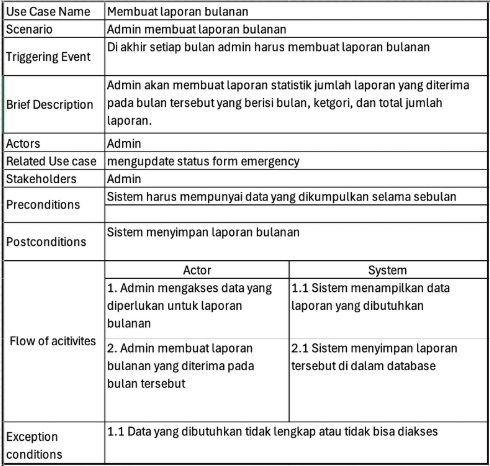 Use Case Name Membuat laporan bulanan
Scenario Admin membuat laporan bulanan
Triggering Event Di akhir setiap bulan admin harus membuat laporan bulanan
Brief Description Admin akan membuat laporan statistik jumlah laporan yang diterima
pada bulan tersebut yang berisi bulan, ketgori, dan total jumlah
laporan.
Actors Admin
Related Use case mengupdate status form emergency
Stakeholders Admin
Preconditions Sistem harus mempunyai data yang dikumpulkan selama sebulan
Postconditions Sistem menyimpan laporan bulanan
Flow of acitivites
Actor System
1. Admin mengakses data yang
diperlukan untuk laporan
bulanan
1.1 Sistem menampilkan data
laporan yang dibutuhkan
2. Admin membuat laporan
bulanan yang diterima pada
bulan tersebut
2.1 Sistem menyimpan laporan
tersebut di dalam database
Exception
conditions
1.1 Data yang dibutuhkan tidak lengkap atau tidak bisa diakses